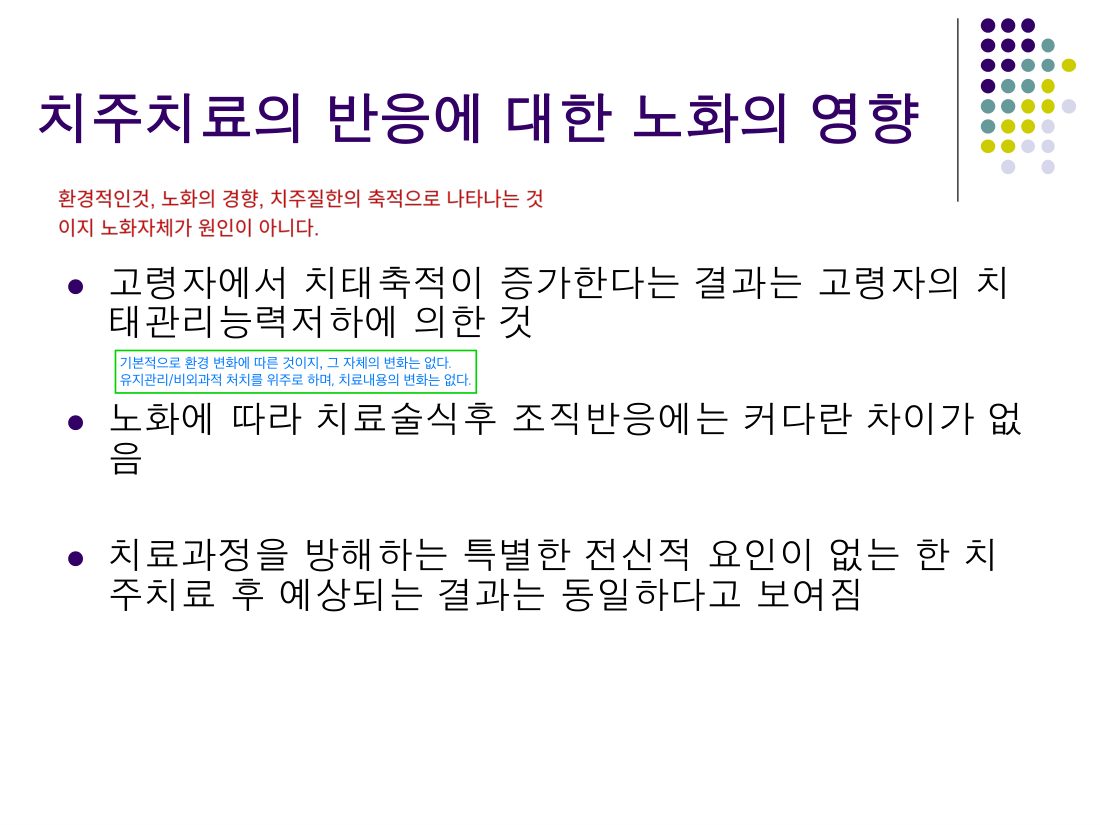 치주치료의 반응에 대한 노화의 영향
환경적인것, 노화의 경향, 치주질한의 축적으로 나타나는 것
이지 노화자체가 원인이 아니다.
고령자에서 치태축적이 증가한다는 결과는 고령자의 치
태관리능력저하에 의한 것
기본적으로 환경 변화에 따른 것이지, 그 자체의 변화는 없다.
유지관리/비외과적 처치를 위주로 하며, 치료내용의 변화는 없다.
노화에 따라 치료술식후 조직반응에는 커다란 차이가 없
음
치료과정을 방해하는 특별한 전신적 요인이 없는 한 치
주치료 후 예상되는 결과는 동일하다고 보여짐